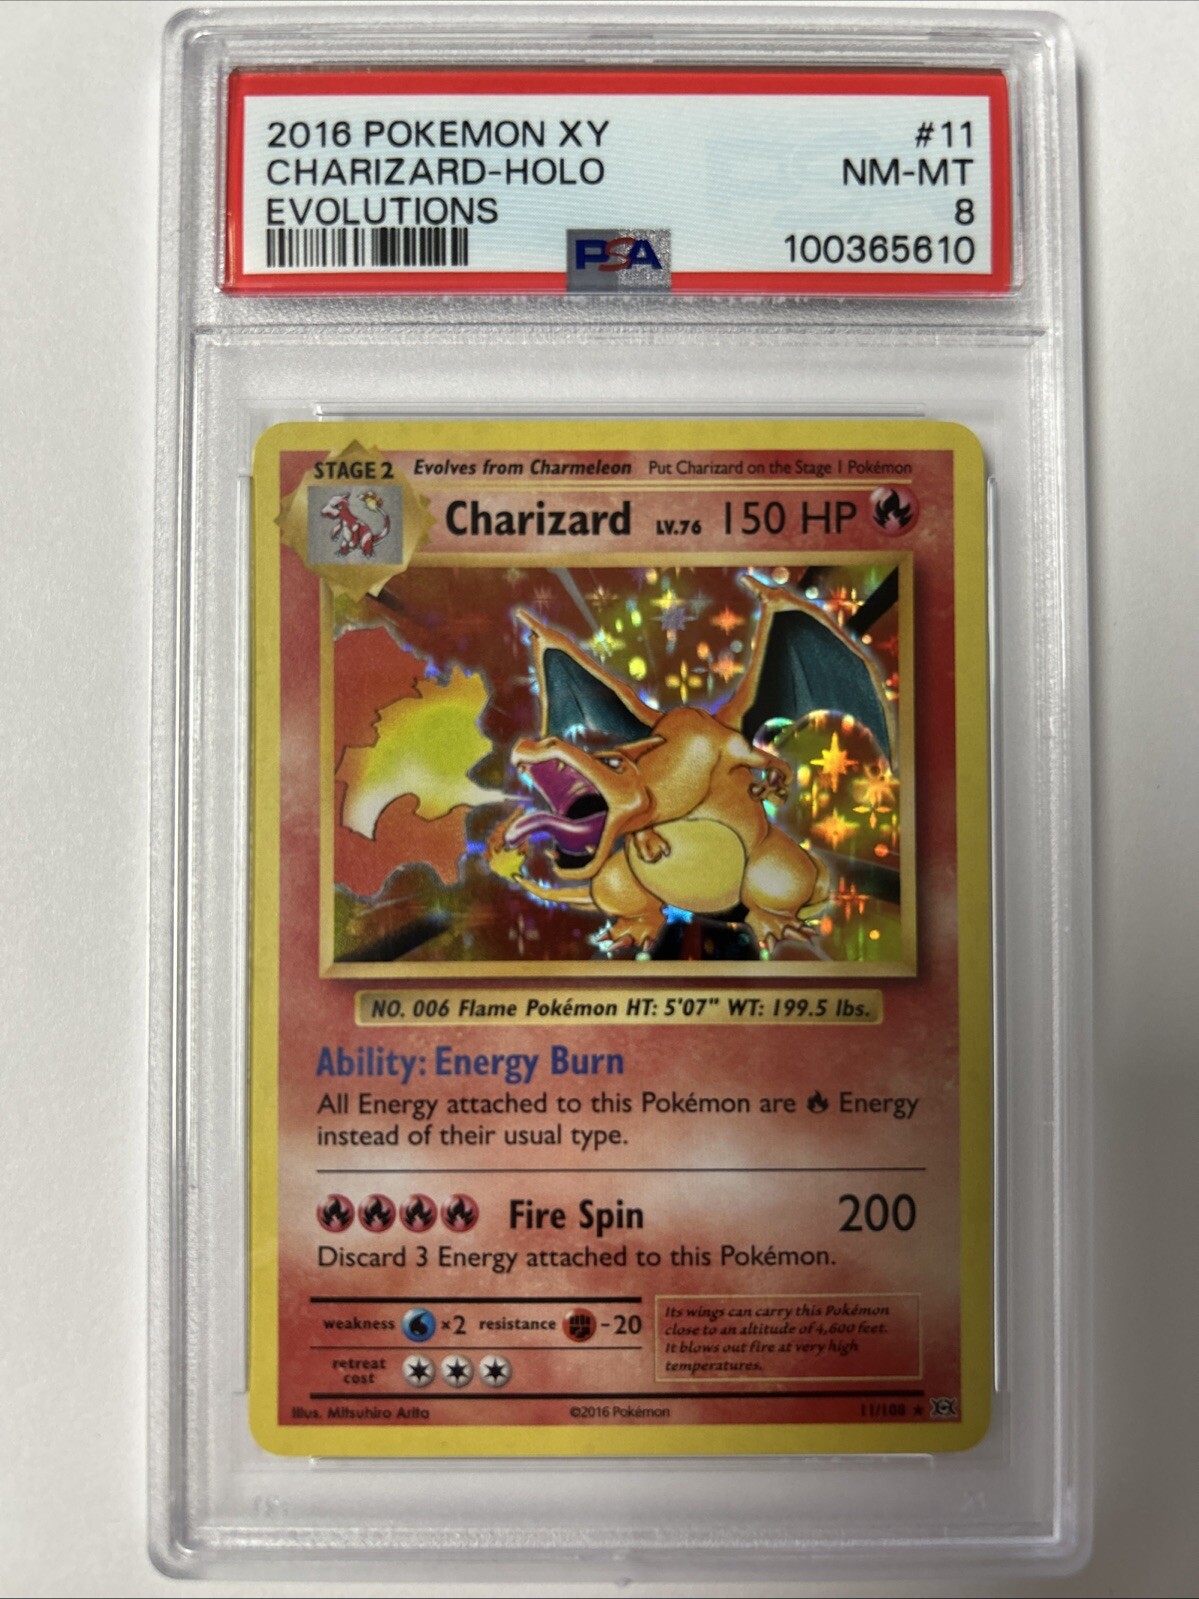 2016 POKEMON XY #11
CHARIZARD-HOLO NM-MT
EVOLUTIONS 8
PSA 100365610
STAGE 2 Evolves from Charmeleon Put Charizard on the Stage 1 Pokémon
Charizard LV.76 150 HP
NO. 006 Flame Pokémon HT: 5'07" WT: 199.5 lbs.
Ability: Energy Burn
All Energy attached to this Pokémon are Energy
instead of their usual type.
Fire Spin 200
Discard 3 Energy attached to this Pokémon.
weakness ×2 resistance -20
retreat
cost
Its wings can carry this Pokémon
close to an altitude of 4,600 feet.
It blows out fire at very high
temperatures.
Illus. Mitsuhiro Arita ©2016 Pokémon 11/108